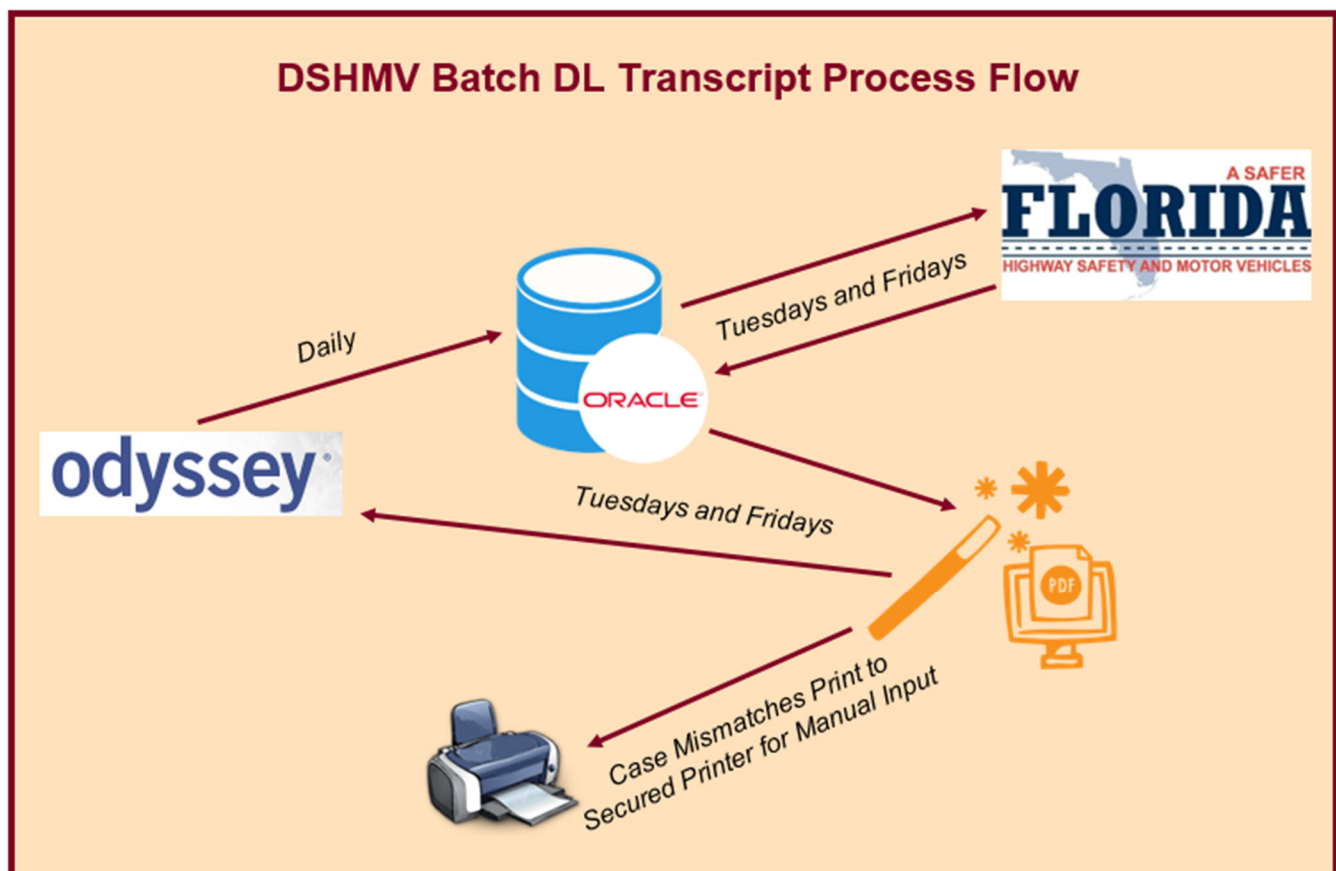 DSHMV Batch DL Transcript Process Flow
A SAFER
FLORIDA
HIGHWAY SAFETY AND MOTOR VEHICLES
Tuesdays and Fridays
Daily
ORACLE®
odyssey®
Tuesdays and Fridays
PDF
Case Mismatches Print to
Secured Printer for Manual Input